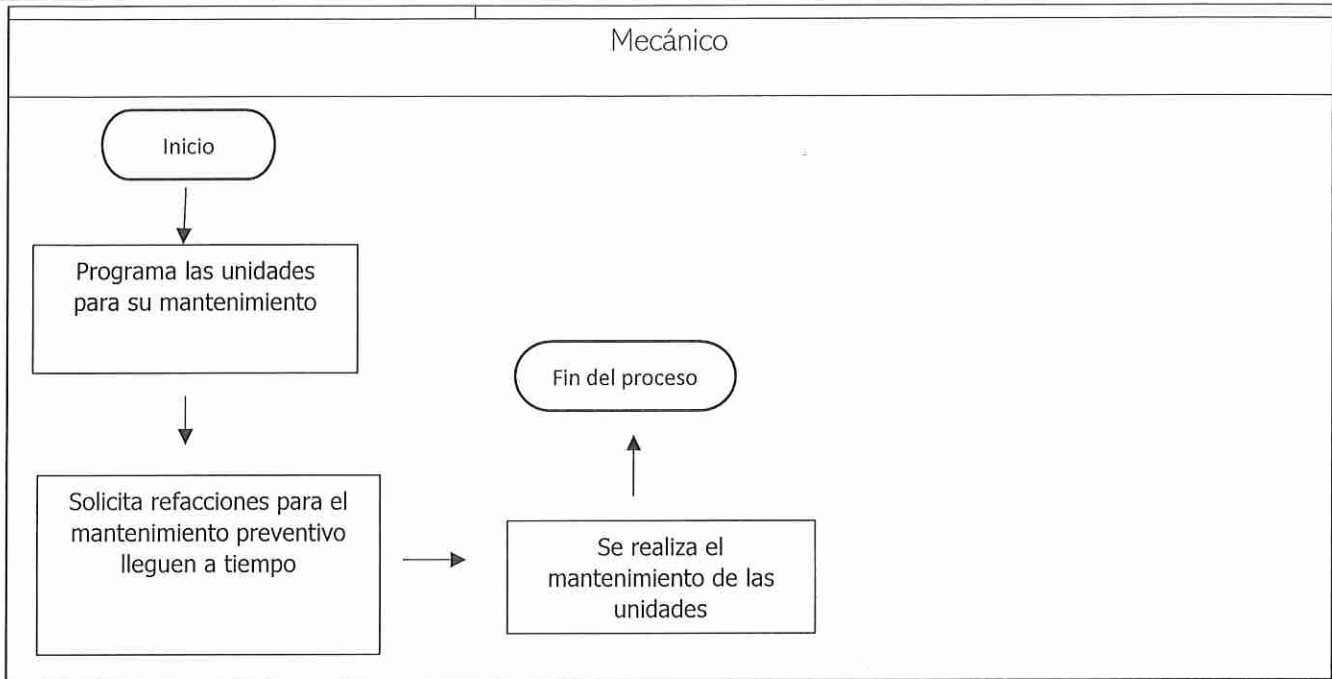 Mecánico
Inicio
Programa las unidades
para su mantenimiento
Solicita refacciones para el
mantenimiento preventivo
lleguen a tiempo
Se realiza el
mantenimiento de las
unidades
Fin del proceso